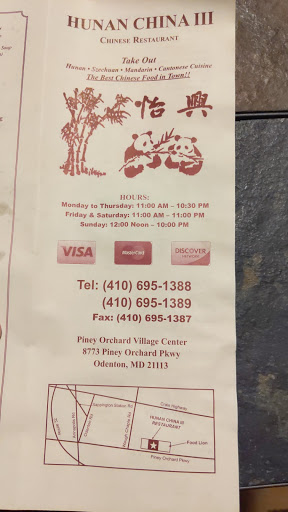 HUNAN CHINA III
CHINESE RESTAURANT
Take Out
Hunan • Szechuan • Mandarin • Cantonese Cuisine
The Best Chinese Food in Town!!
怡興
HOURS:
Monday to Thursday: 11:00 AM – 10:30 PM
Friday & Saturday: 11:00 AM – 11:00 PM
Sunday: 12:00 Noon – 10:00 PM
VISA
MasterCard
DISCOVER
NETWORK
Tel: (410) 695-1388
(410) 695-1389
Fax: (410) 695-1387
Piney Orchard Village Center
8773 Piney Orchard Pkwy
Odenton, MD 21113
Crain Highway
HUNAN CHINA III
RESTAURANT
Food Lion
Piney Orchard Pkwy